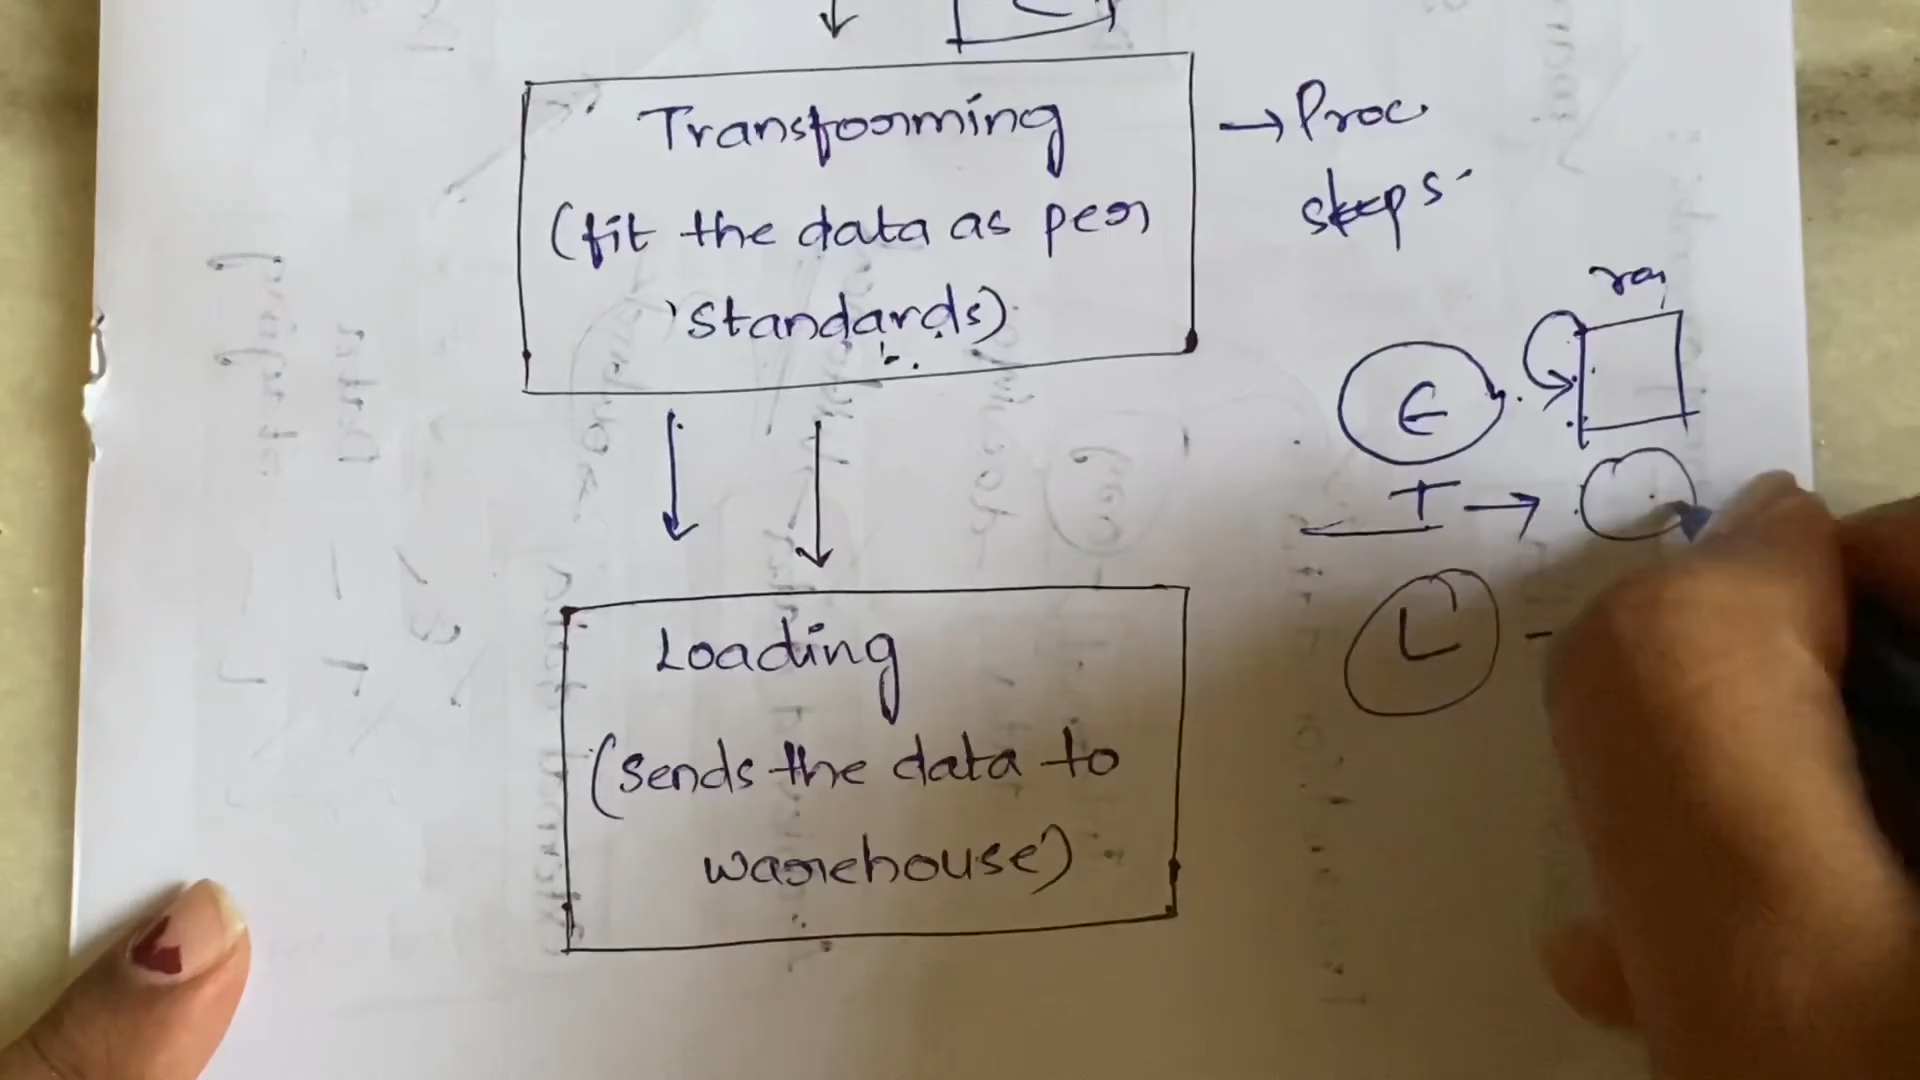 Transforming
(fit the data as per
standards)
→ Proc
steps
E
T →
L -
Loading
(sends the data to
warehouse)